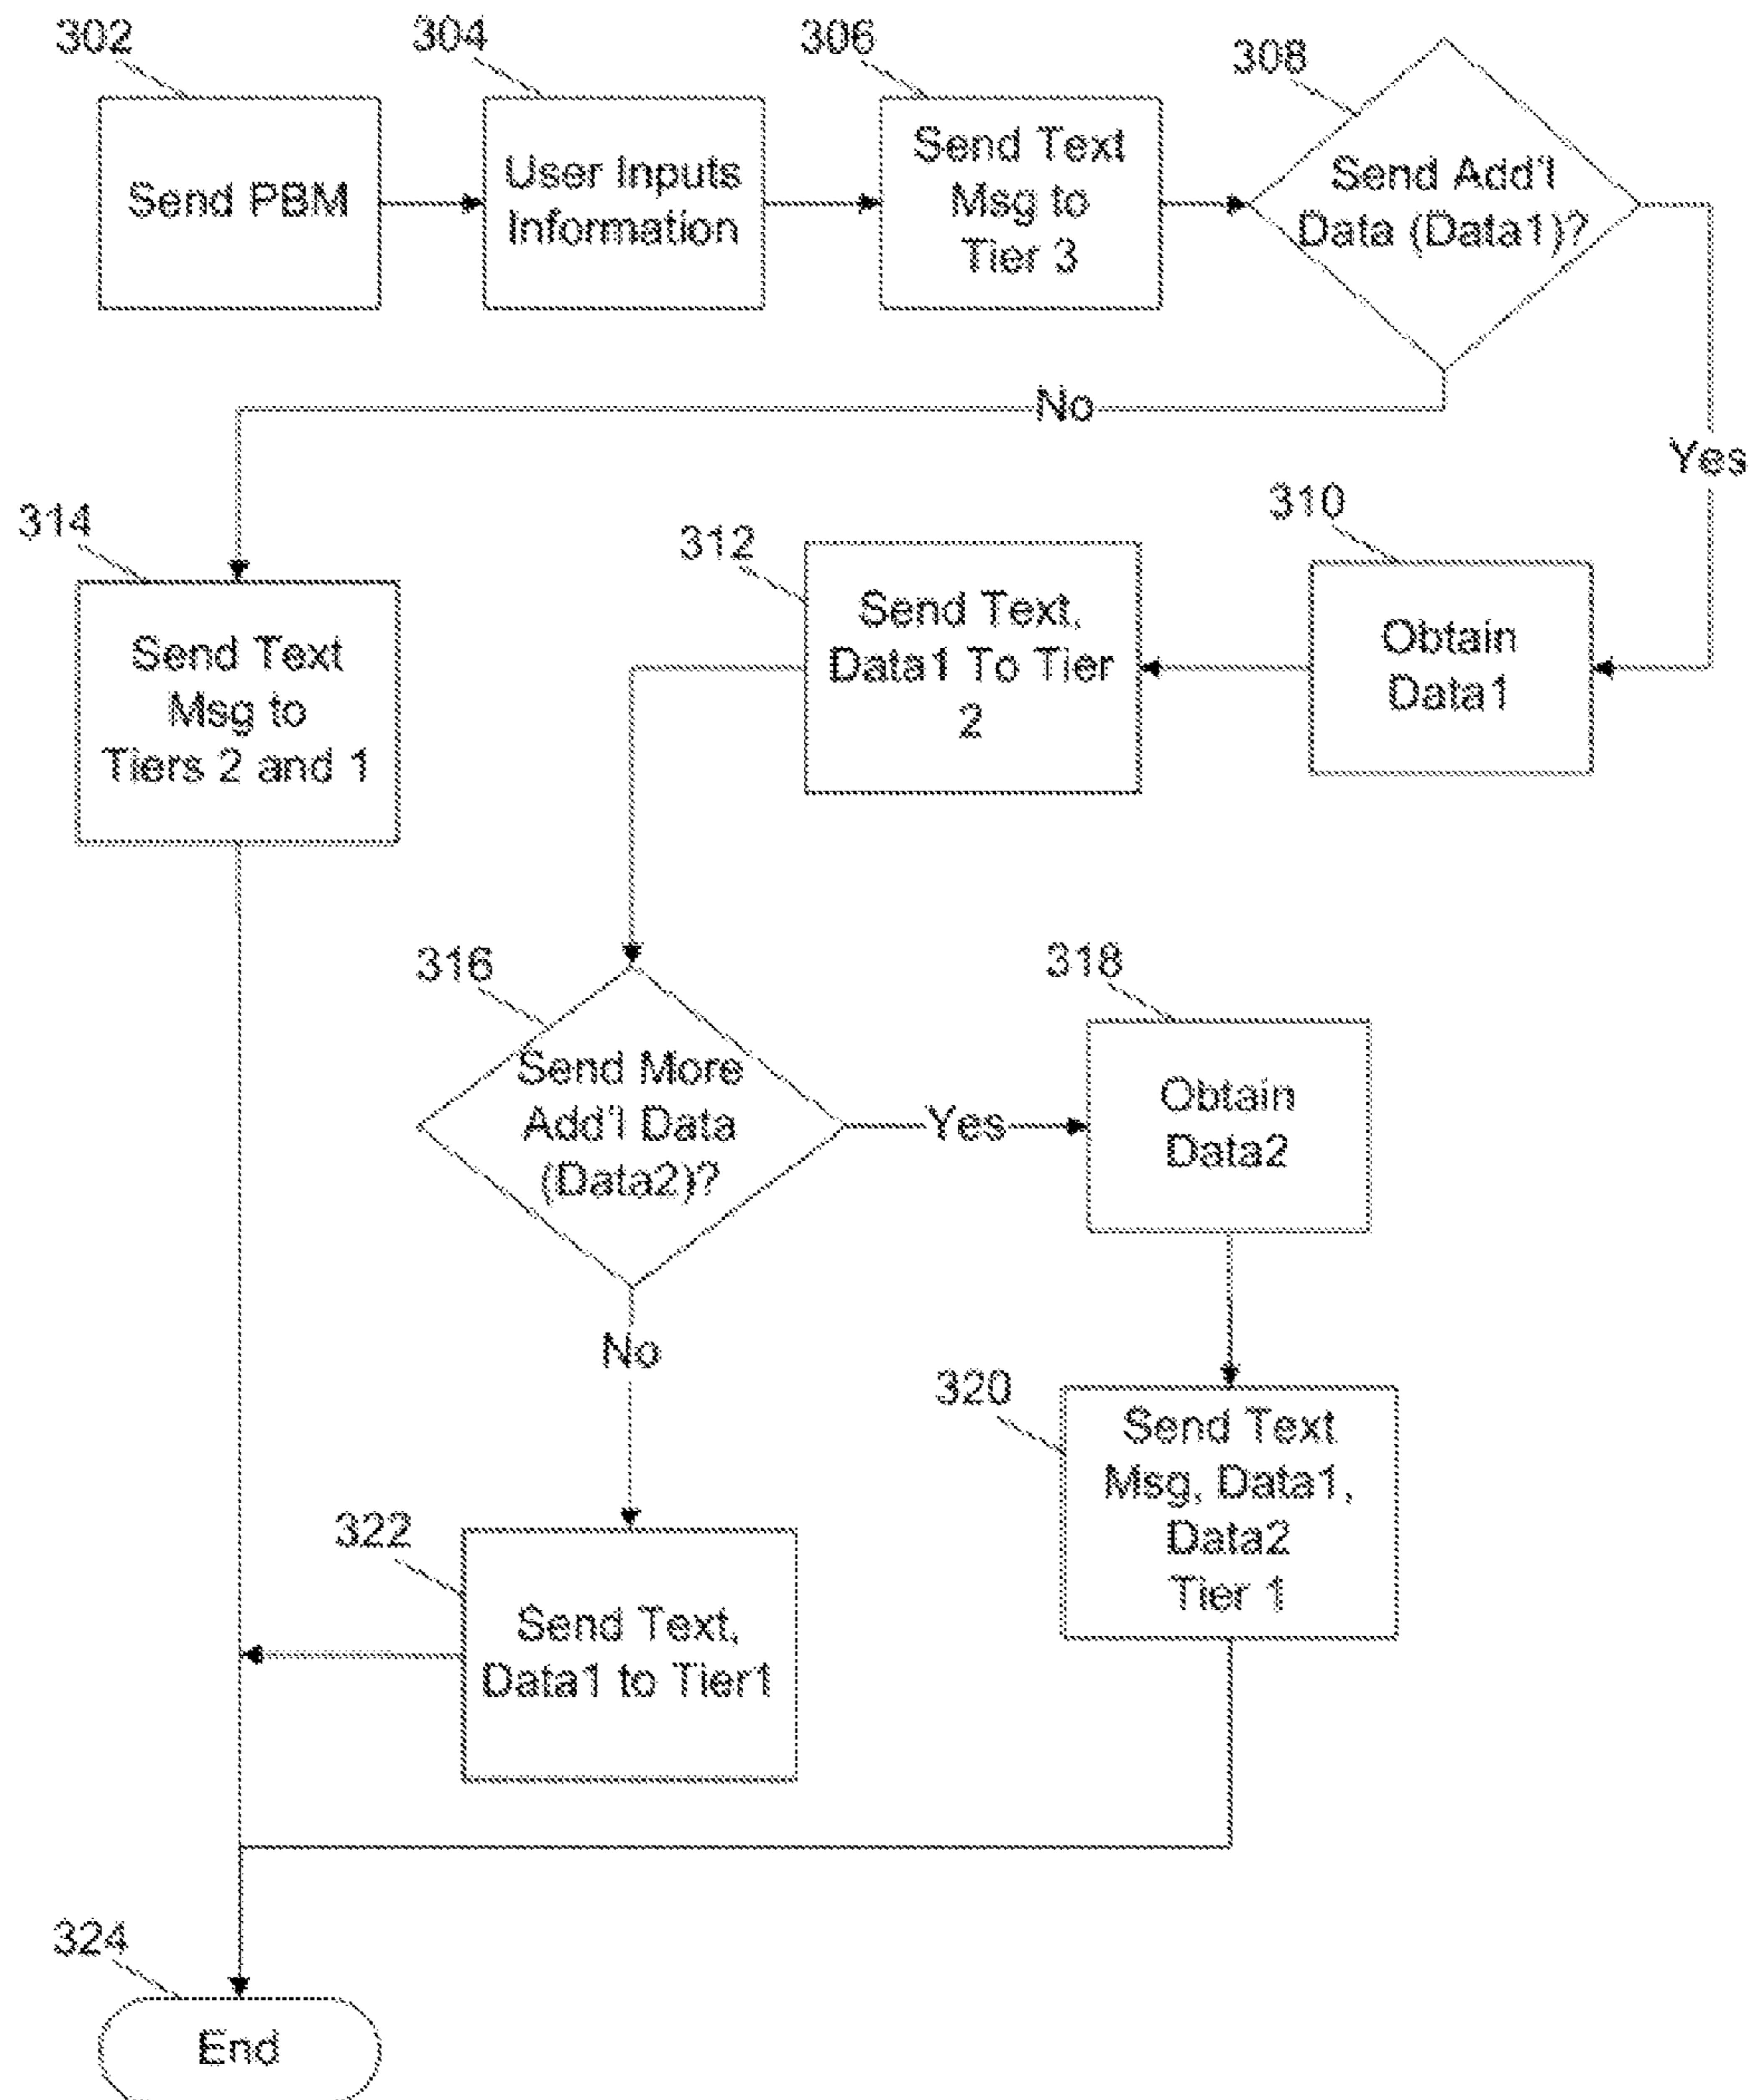 302
Send PBM
304
User Inputs
Information
306
Send Text
Msg to
Tier 3
308
Send Add'l
Data (Data1)?
No
Yes
314
Send Text
Msg to
Tiers 2 and 1
312
Send Text,
Data1 To Tier
2
310
Obtain
Data1
316
Send More
Add'l Data
(Data2)?
Yes
318
Obtain
Data2
No
320
Send Text
Msg, Data1,
Data2
Tier 1
322
Send Text,
Data1 to Tier1
324
End